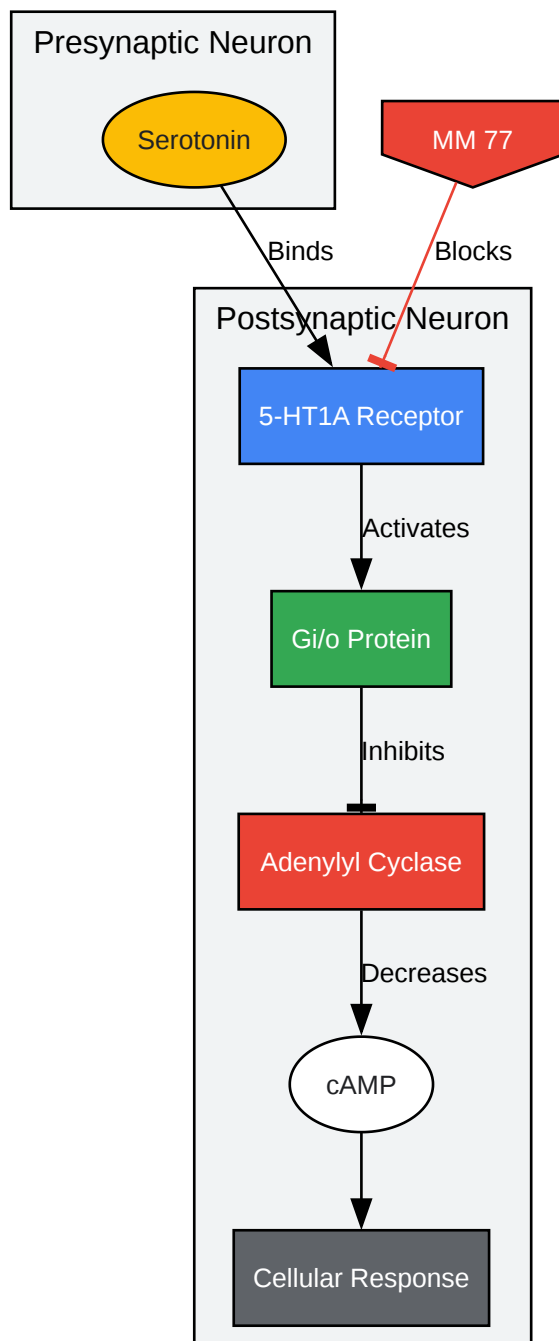 Presynaptic Neuron
Serotonin
MM 77
Binds
Blocks
Postsynaptic Neuron
5-HT1A Receptor
Activates
Gi/o Protein
Inhibits
Adenylyl Cyclase
Decreases
cAMP
Cellular Response